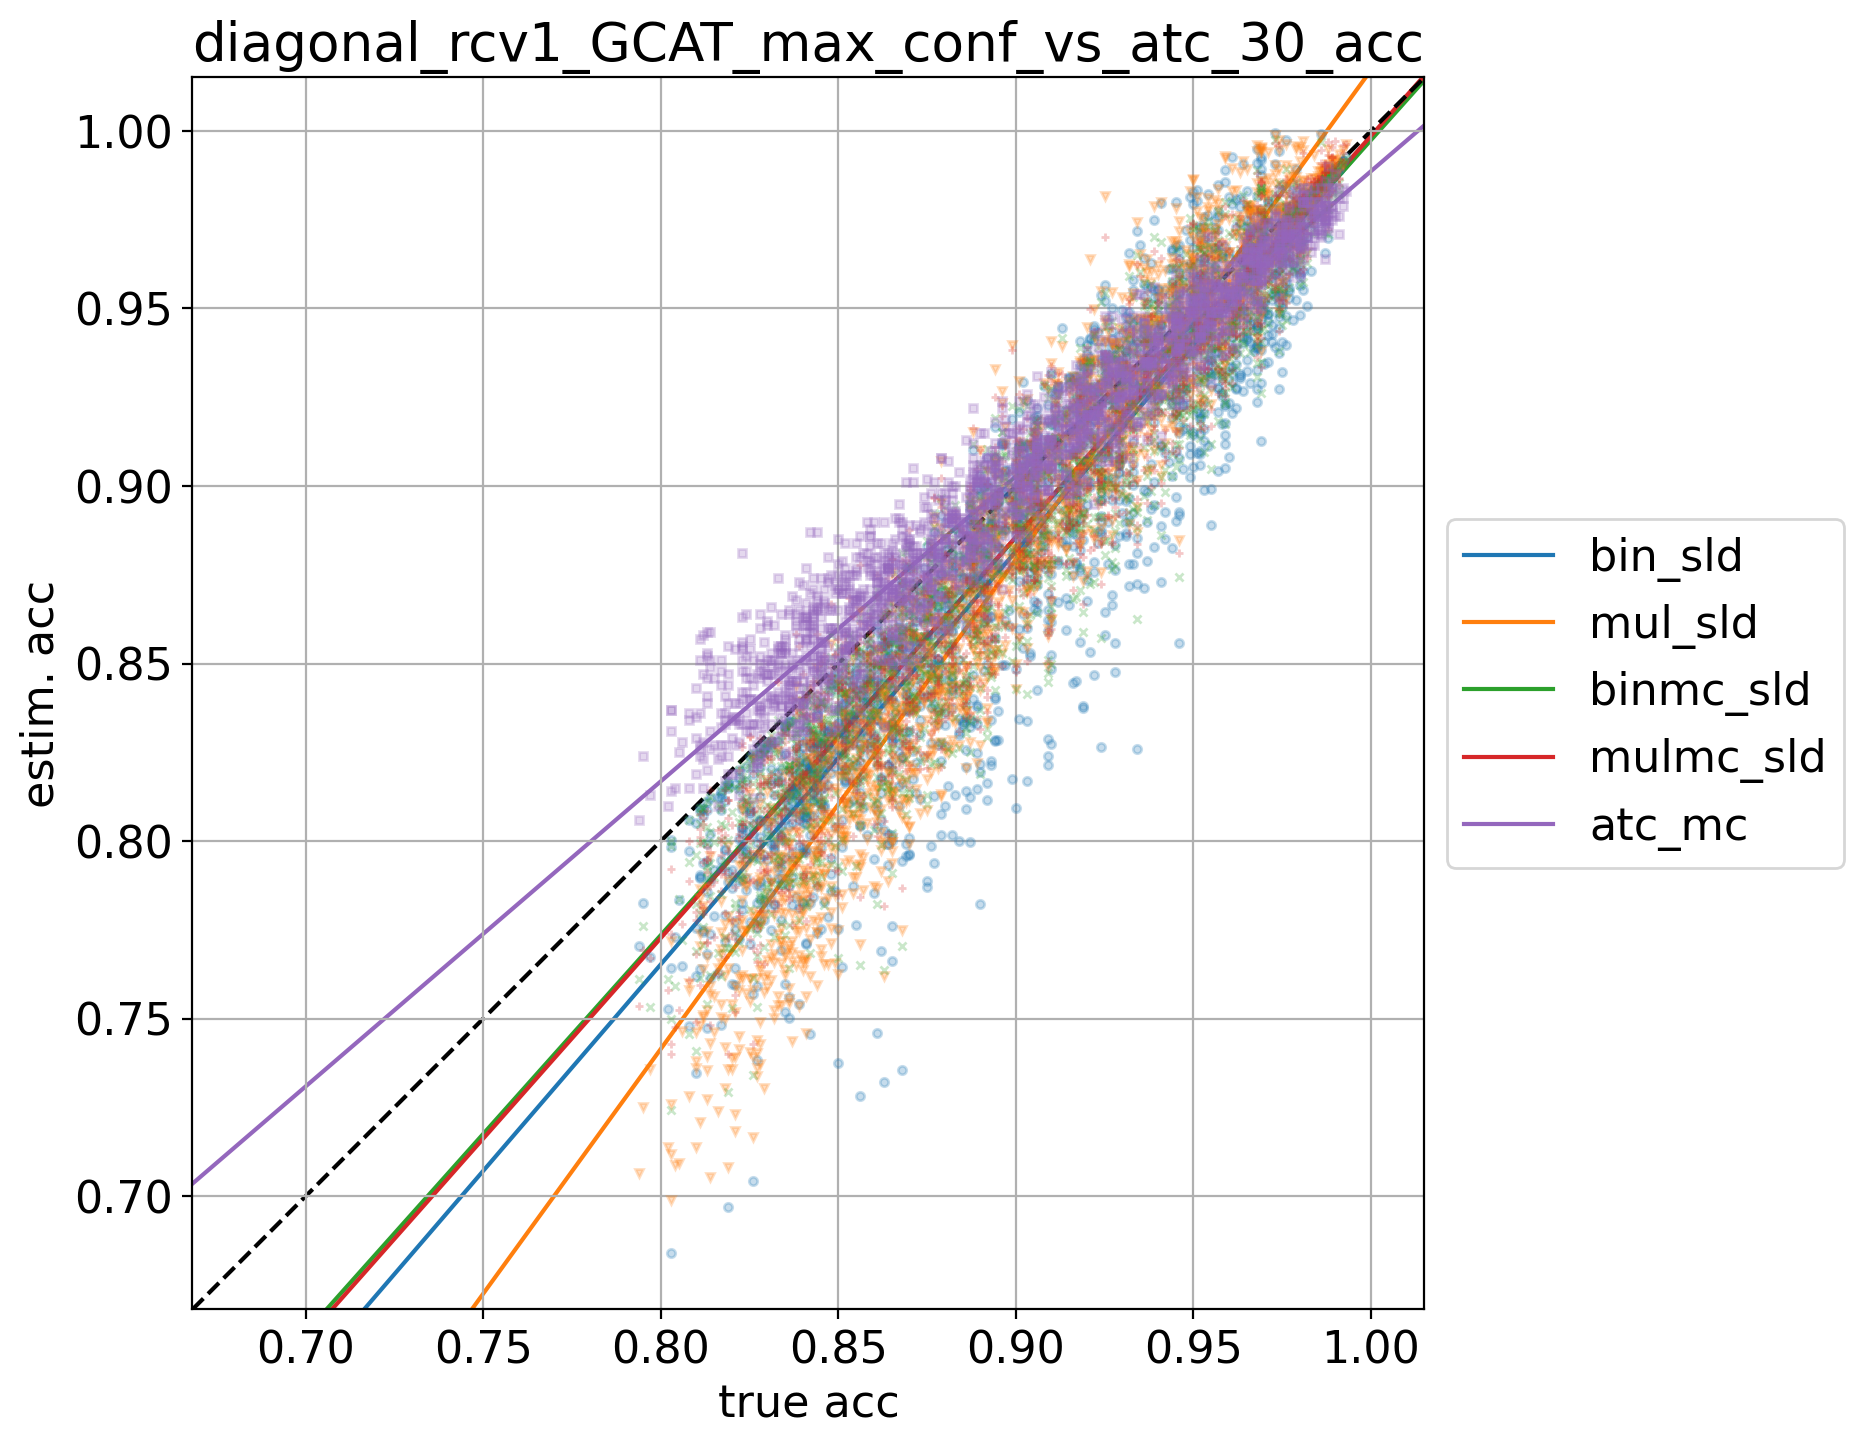 diagonal_rcv1_GCAT_max_conf_vs_atc_30_acc
1.00
0.95
0.90
0.85
0.80
0.75
0.70
estim. acc
0.70 0.75 0.80 0.85 0.90 0.95 1.00
true acc
bin_sld
mul_sld
binmc_sld
mulmc_sld
atc_mc